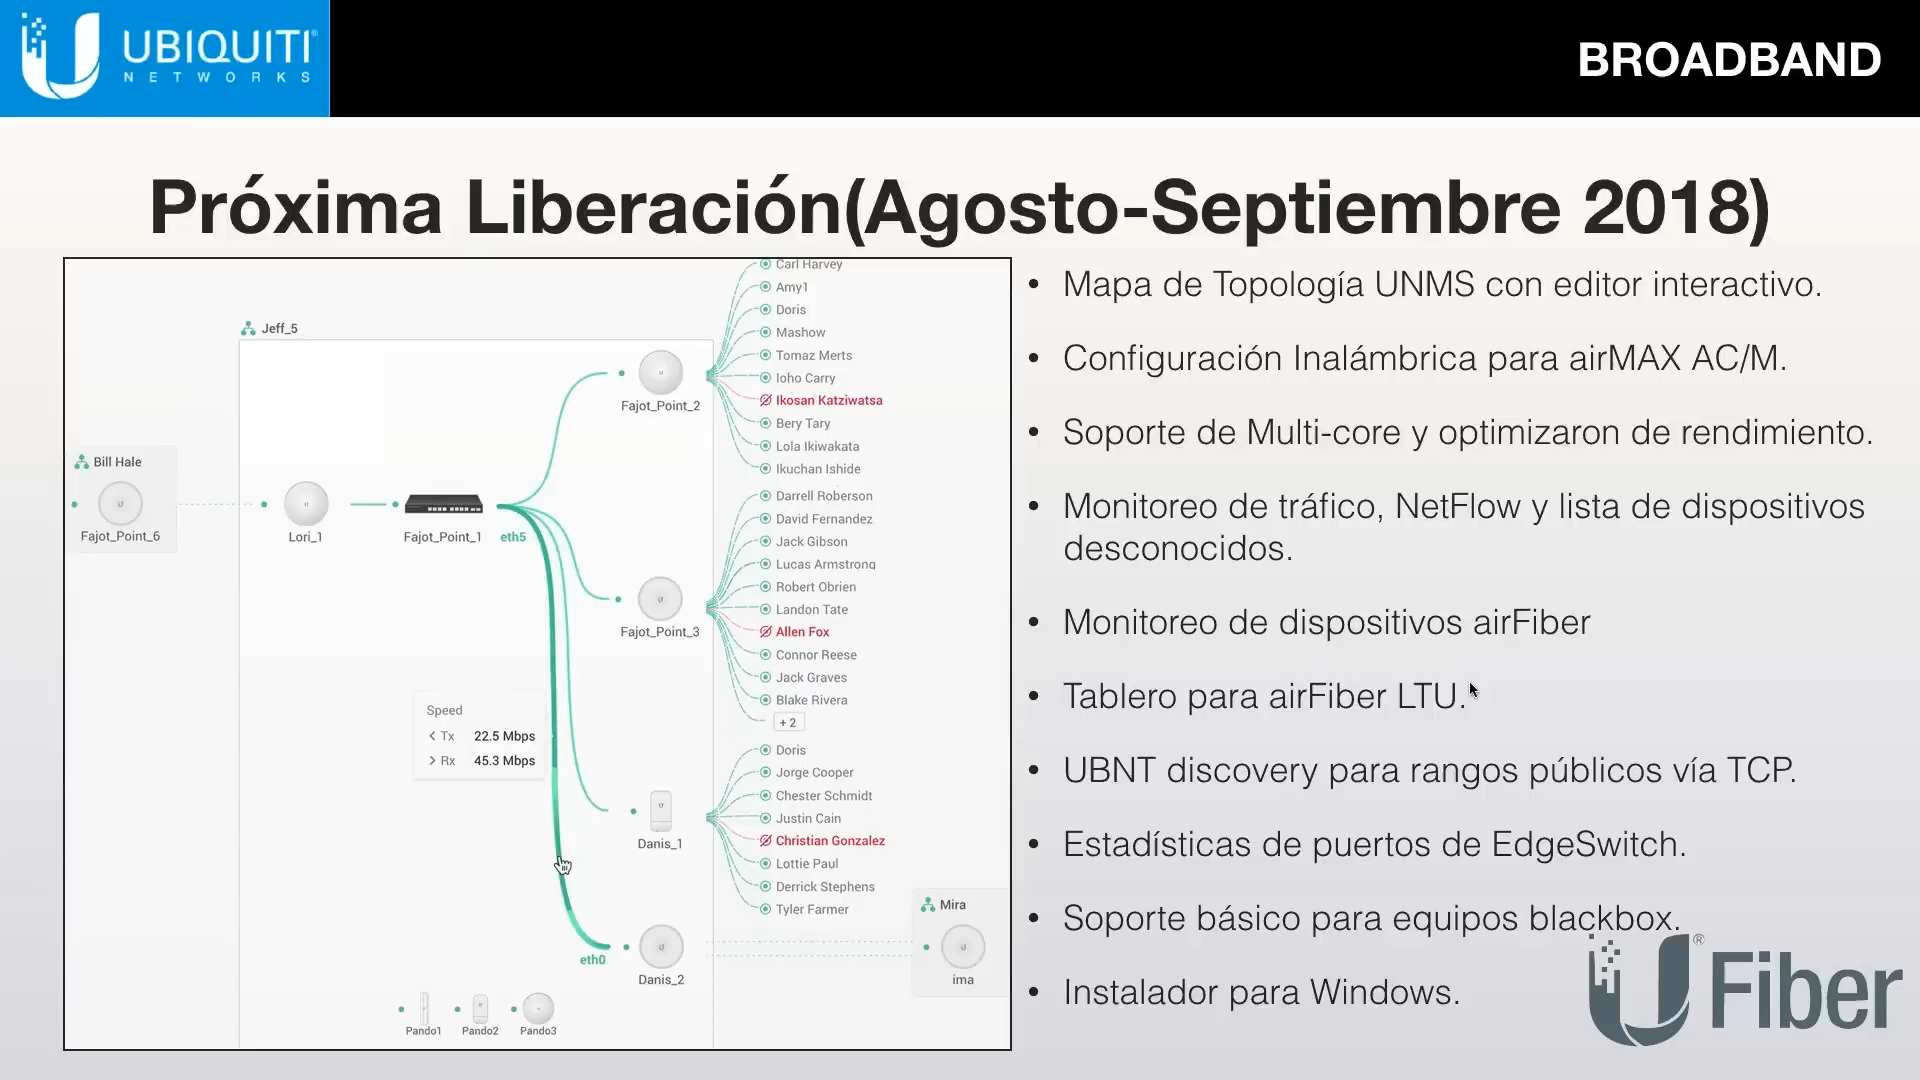 UBIQUITI
NETWORKS
BROADBAND
Próxima Liberación(Agosto-Septiembre 2018)
Carl Harvey
Amy1
Doris
Mashow
Tomaz Merts
Ioho Carry
Ikosan Katziwatsa
Bery Tary
Lola Ikiwakata
Ikuchan Ishide
Jeff_5
Fajot_Point_2
Bill Hale
Fajot_Point_6
Lori_1
Fajot_Point_1
eth5
Darrell Roberson
David Fernandez
Jack Gibson
Lucas Armstrong
Robert Obrien
Landon Tate
Allen Fox
Connor Reese
Jack Graves
Blake Rivera
+ 2
Fajot_Point_3
Speed
< Tx 22.5 Mbps
> Rx 45.3 Mbps
Doris
Jorge Cooper
Chester Schmidt
Justin Cain
Christian Gonzalez
Lottie Paul
Derrick Stephens
Tyler Farmer
Danis_1
eth0
Danis_2
Mira
ima
Pando1
Pando2
Pando3
• Mapa de Topología UNMS con editor interactivo.
• Configuración Inalámbrica para airMAX AC/M.
• Soporte de Multi-core y optimizaron de rendimiento.
• Monitoreo de tráfico, NetFlow y lista de dispositivos
desconocidos.
• Monitoreo de dispositivos airFiber
• Tablero para airFiber LTU.
• UBNT discovery para rangos públicos vía TCP.
• Estadísticas de puertos de EdgeSwitch.
• Soporte básico para equipos blackbox.
• Instalador para Windows.
U® Fiber